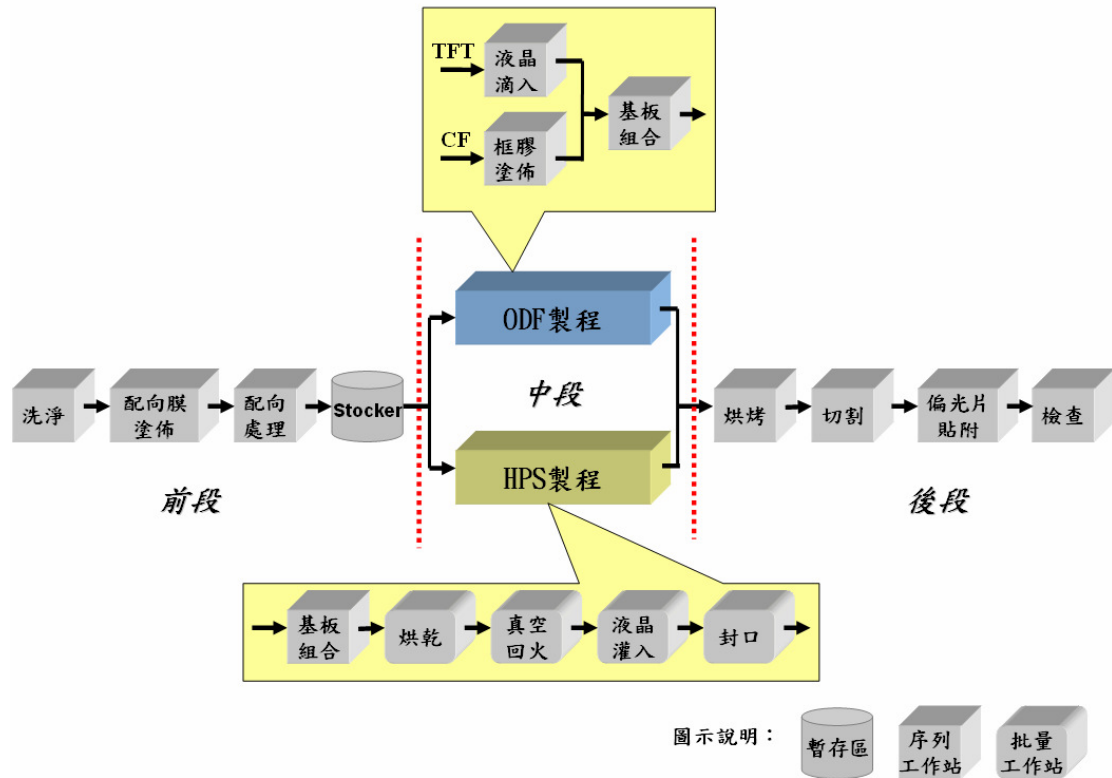 TFT
液晶
滴入
CF
框膠
塗佈
基板
組合
ODF製程
中段
HPS製程
洗淨
配向膜
塗佈
配向
處理
Stocker
前段
烘烤
切割
偏光片
貼附
檢查
後段
基板
組合
烘乾
真空
回火
液晶
灌入
封口
圖示說明：
暫存區
序列
工作站
批量
工作站